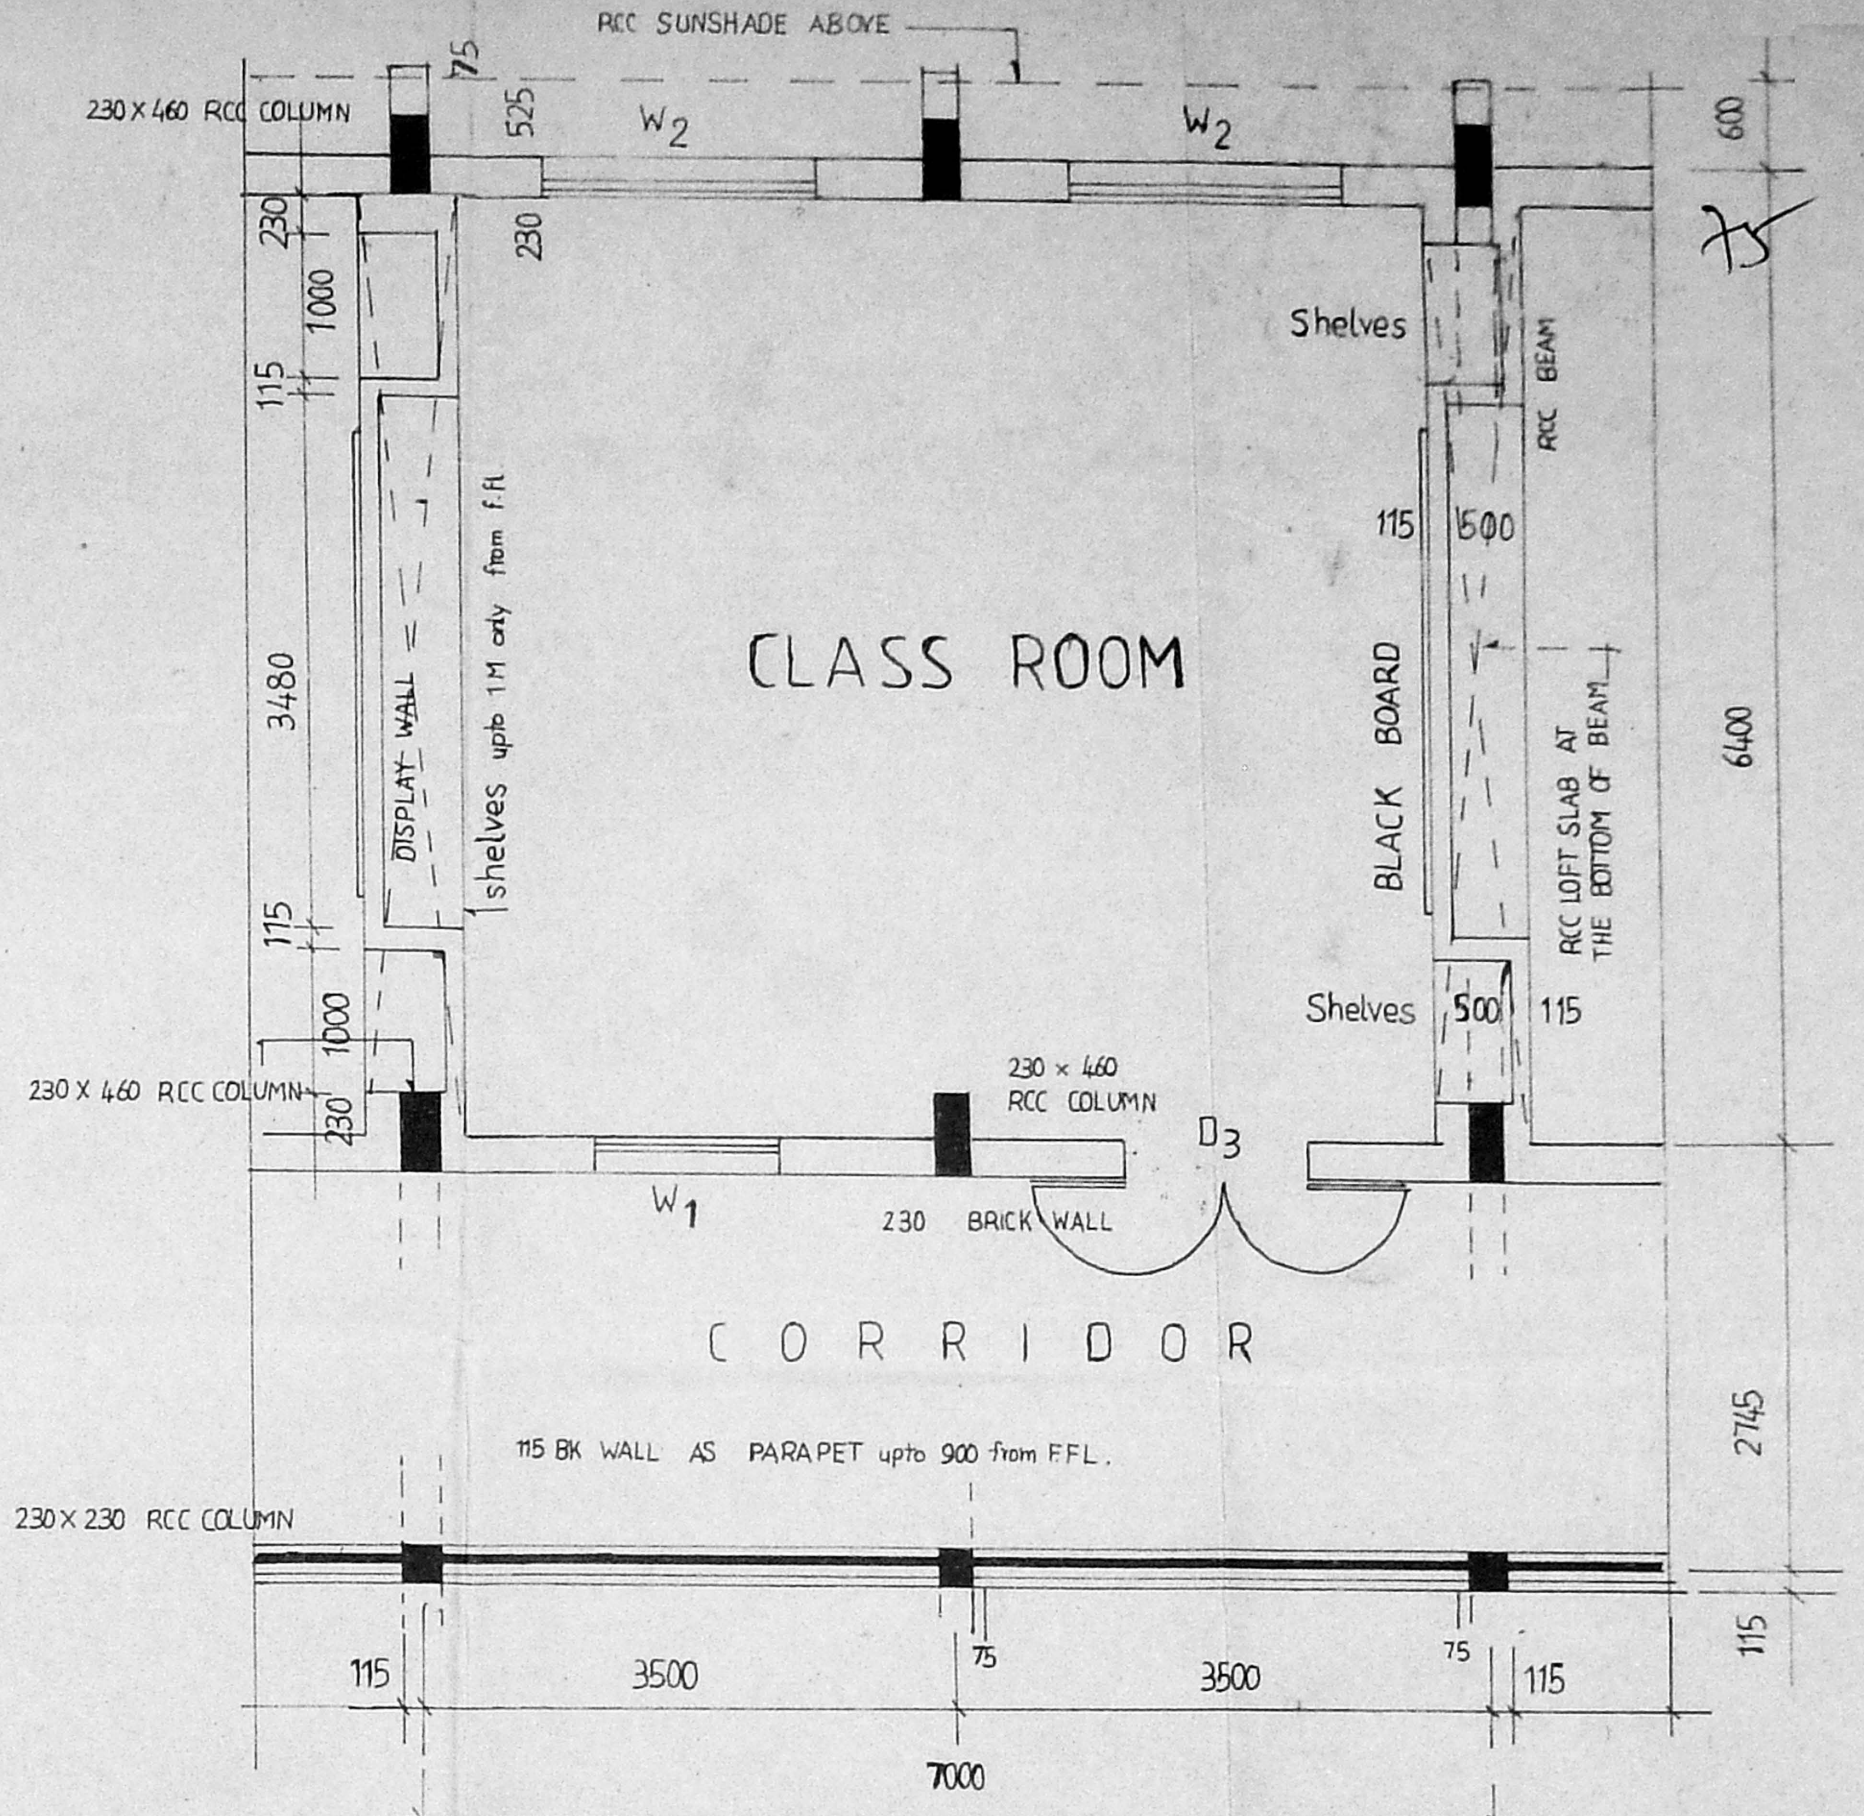 RCC SUNSHADE ABOVE
75
230 X 460 RCC COLUMN
525
W2
W2
600
75
230
230
1000
Shelves
RCC BEAM
115
115
500
shelves upto 1M only from f.fl.
CLASS ROOM
3480
DISPLAY WALL
BLACK BOARD
RCC LOFT SLAB AT
THE BOTTOM OF BEAM
6400
115
1000
Shelves
500
115
230 X 460 RCC COLUMN
230
230 x 460
RCC COLUMN
D3
W1
230 BRICK WALL
CORRIDOR
2745
115 BK WALL AS PARAPET upto 900 from F.FL.
230 X 230 RCC COLUMN
115
75
75
115
3500
3500
115
7000